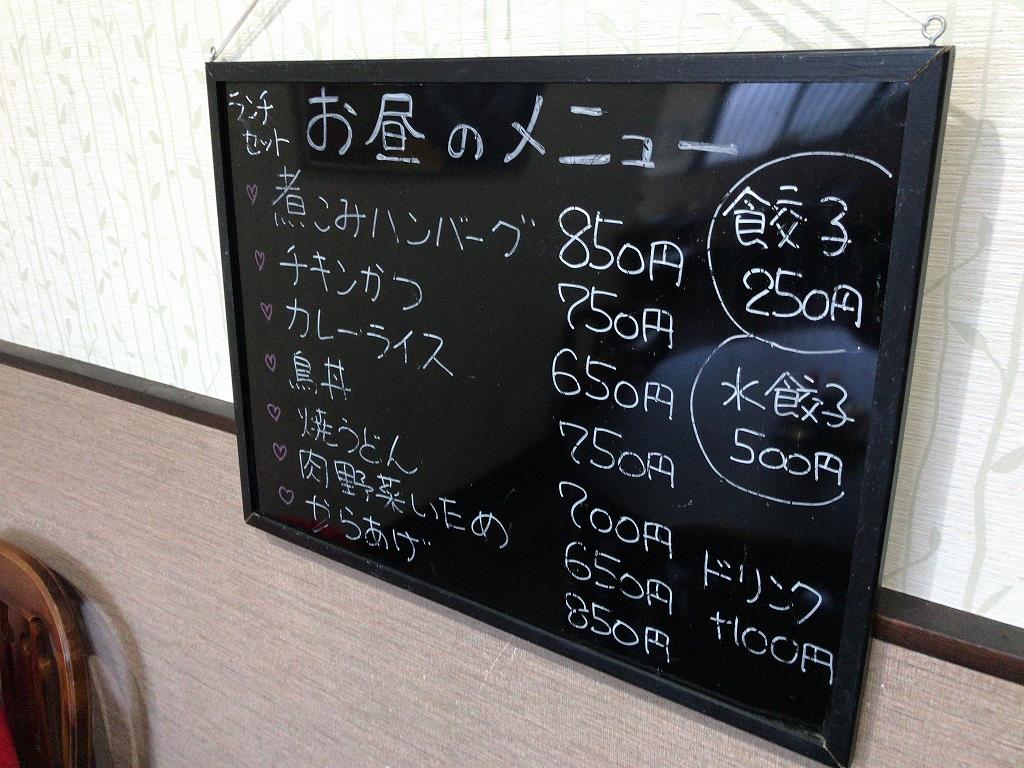 ランチ
セット
お昼のメニュー
♡ 煮こみハンバーグ 850円
♡ チキンかつ 750円
♡ カレーライス 650円
♡ 鳥丼 750円
♡ 焼うどん 700円
♡ 肉野菜いため 650円
♡ からあげ 850円
餃子
250円
水餃子
500円
ドリンク
+100円